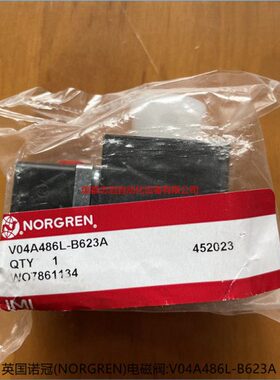 NORGREN
V04A486L-B623A
452023
QTY 1
WO7861134
IMI
英国诺冠(NORGREN)电磁阀:V04A486L-B623A